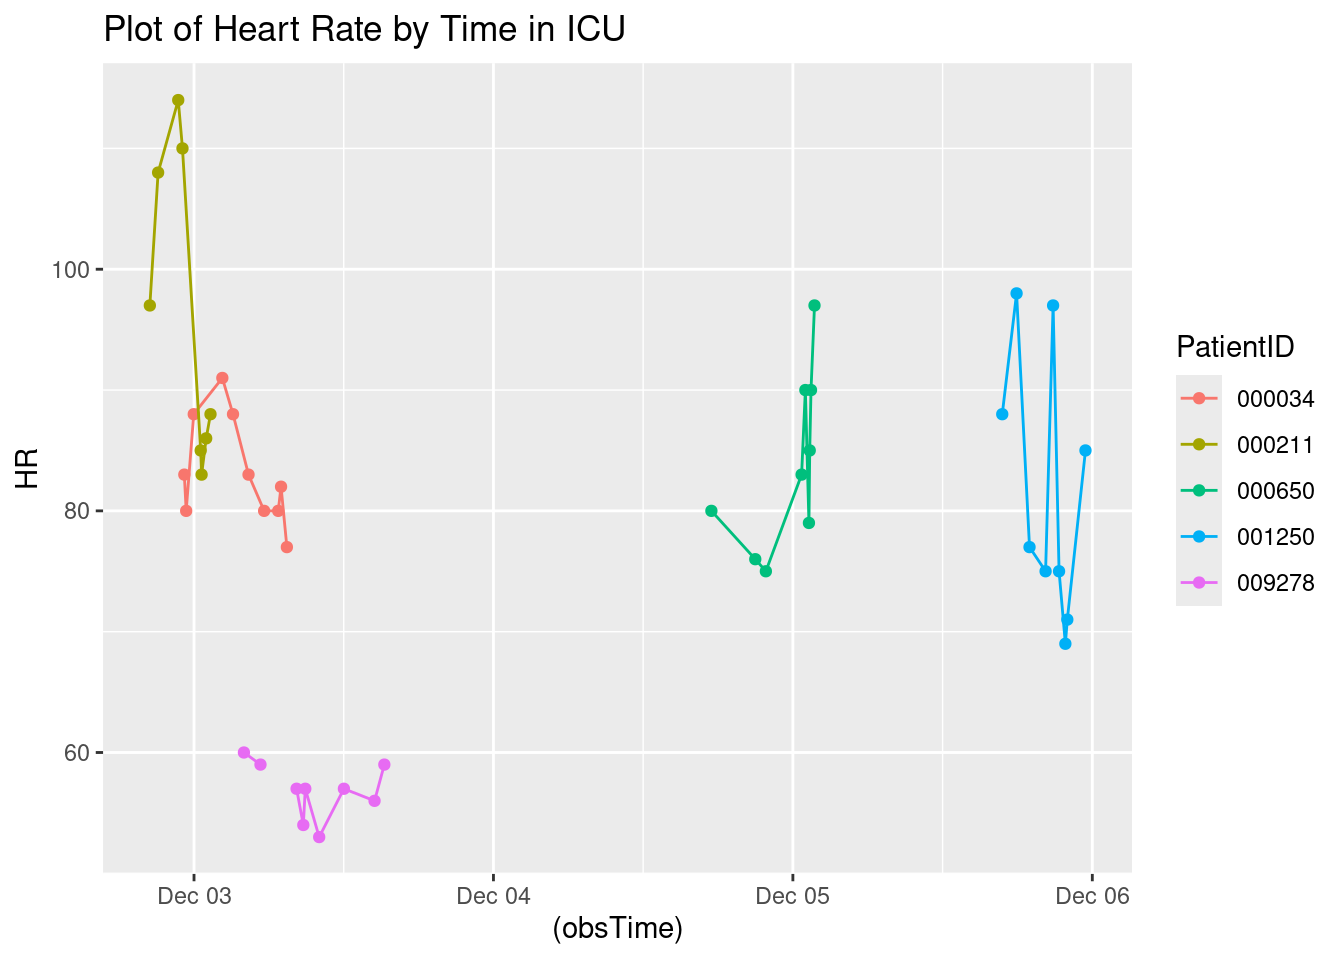 Plot of Heart Rate by Time in ICU
HR
100
80
60
Dec 03
Dec 04
Dec 05
Dec 06
(obsTime)
PatientID
000034
000211
000650
001250
009278